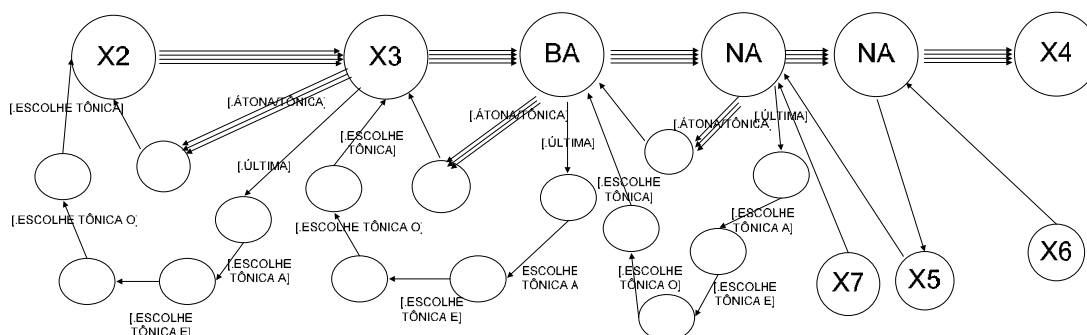 X2
X3
BA
NA
NA
X4
[.ESCOLHE TÔNICA]
[.ÁTONA/TÔNICA]
[.ÚLTIMA]
[.ESCOLHE
TÔNICA]
[.ÁTONA/TÔNICA]
[.ÚLTIMA]
[.ESCOLHE
TÔNICA]
[.ÁTONA/TÔNICA]
[.ÚLTIMA]
[.ESCOLHE TÔNICA O]
[.ESCOLHE
TÔNICA A]
[.ESCOLHE
TÔNICA E]
[.ESCOLHE TÔNICA O]
[.ESCOLHE
TÔNICA E]
ESCOLHE
TÔNICA A
[.ESCOLHE
TÔNICA O]
[.ESCOLHE
TÔNICA A]
[.ESCOLHE
TÔNICA E]
X7
X5
X6